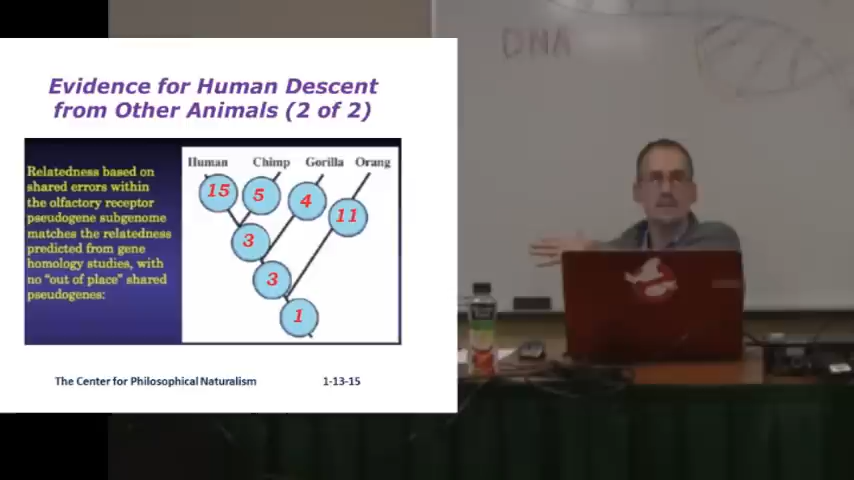 DNA
Evidence for Human Descent
from Other Animals (2 of 2)
Relatedness based on
shared errors within
the olfactory receptor
pseudogene subgenome
matches the relatedness
predicted from gene
homology studies, with
no “out of place” shared
pseudogenes:
Human Chimp Gorilla Orang
15 5 4 11
3
3
1
The Center for Philosophical Naturalism 1-13-15